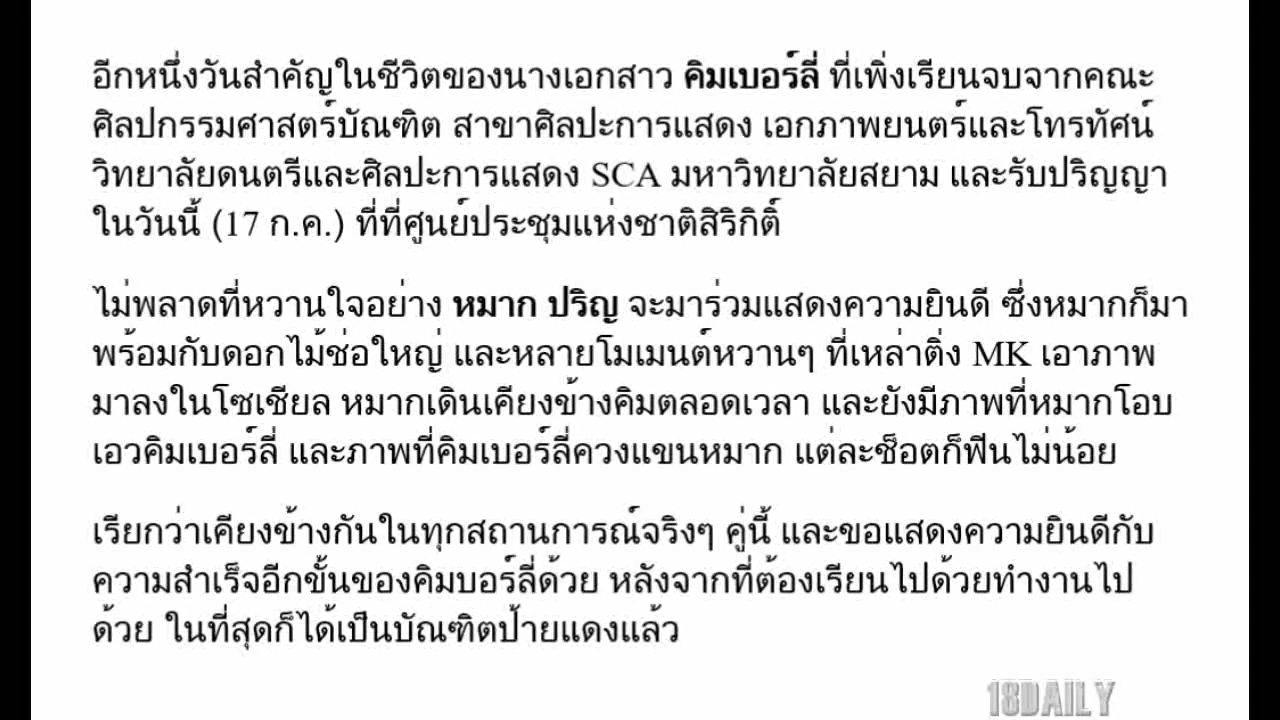 อีกหนึ่งวันสำคัญในชีวิตของนางเอกสาว คิมเบอร์ลี่ ที่เพิ่งเรียนจบจากคณะ
ศิลปกรรมศาสตร์บัณฑิต สาขาศิลปะการแสดง เอกภาพยนตร์และโทรทัศน์
วิทยาลัยดนตรีและศิลปะการแสดง SCA มหาวิทยาลัยสยาม และรับปริญญา
ในวันนี้ (17 ก.ค.) ที่ที่ศูนย์ประชุมแห่งชาติสิริกิติ์
ไม่พลาดที่หวานใจอย่าง หมาก ปริญ จะมาร่วมแสดงความยินดี ซึ่งหมากก็มา
พร้อมกับดอกไม้ช่อใหญ่ และหลายโมเมนต์หวานๆ ที่เหล่าติ่ง MK เอาภาพ
มาลงในโซเชียล หมากเดินเคียงข้างคิมตลอดเวลา และยังมีภาพที่หมากโอบ
เอวคิมเบอร์ลี่ และภาพที่คิมเบอร์ลี่ควงแขนหมาก แต่ละช็อตก็ฟินไม่น้อย
เรียกว่าเคียงข้างกันในทุกสถานการณ์จริงๆ คู่นี้ และขอแสดงความยินดีกับ
ความสำเร็จอีกขั้นของคิมบอร์ลี่ด้วย หลังจากที่ต้องเรียนไปด้วยทำงานไป
ด้วย ในที่สุดก็ได้เป็นบัณฑิตป้ายแดงแล้ว
18DAILY